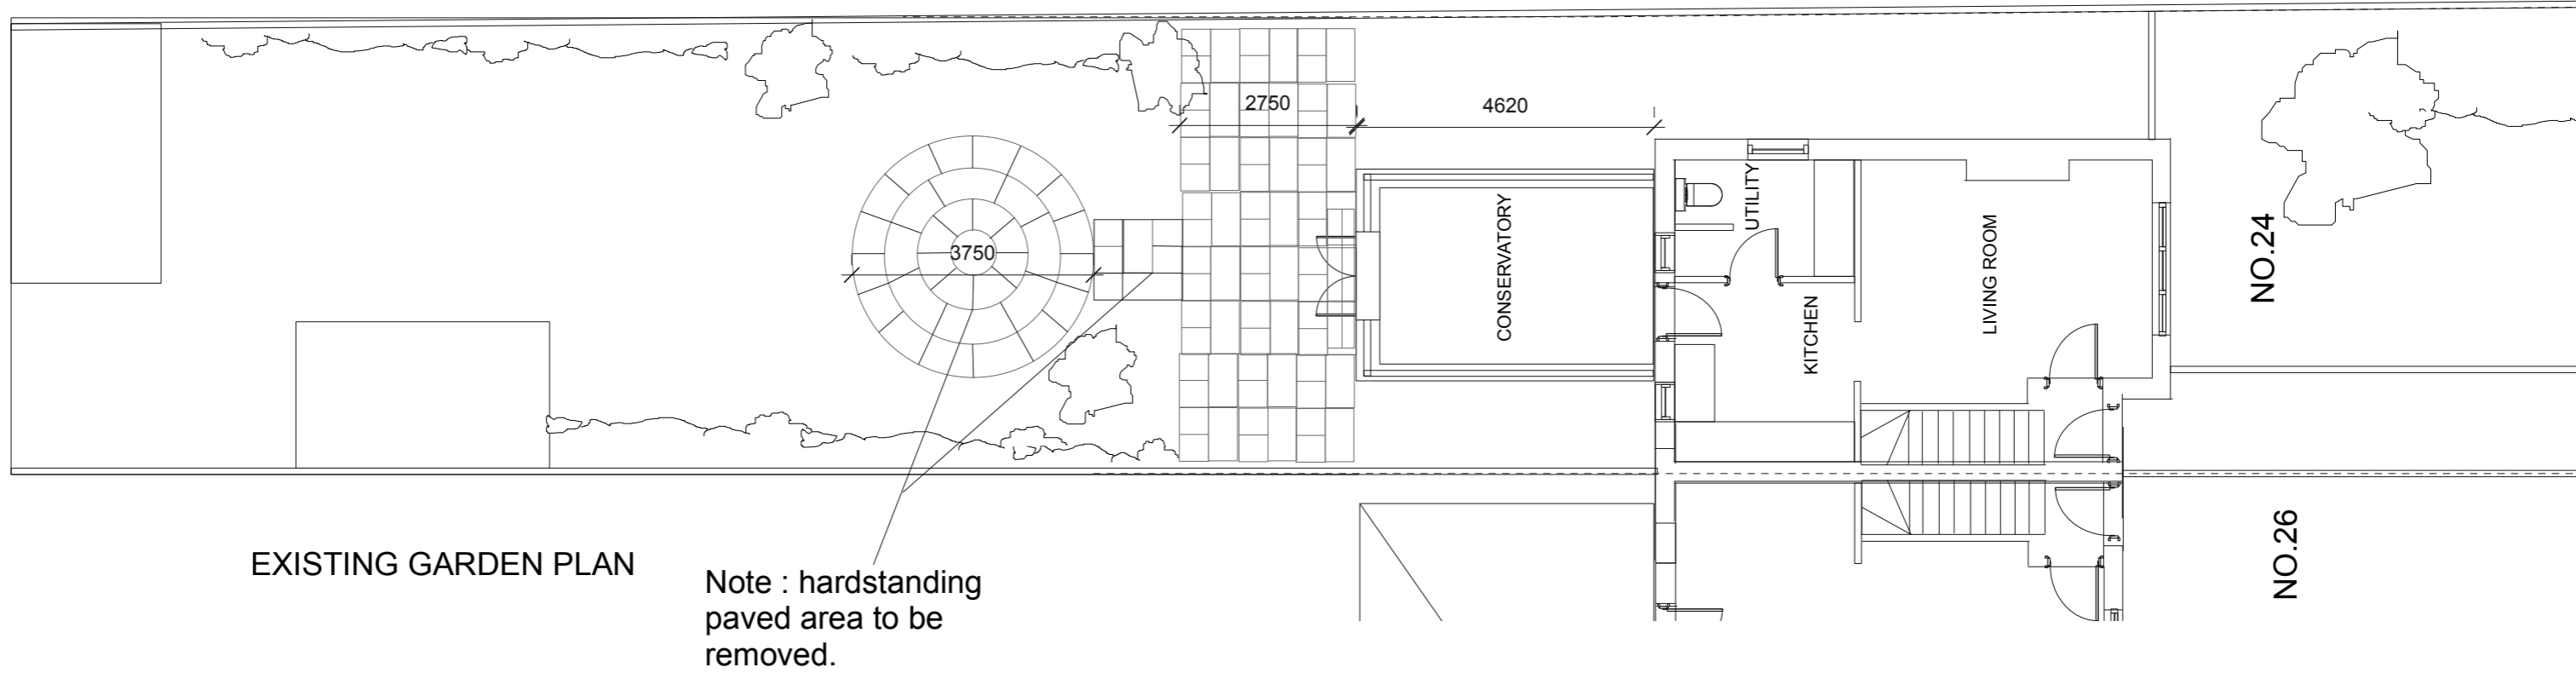 2750
4620
3750
CONSERVATORY
UTILITY
KITCHEN
LIVING ROOM
NO.24
NO.26
EXISTING GARDEN PLAN
Note : hardstanding
paved area to be
removed.